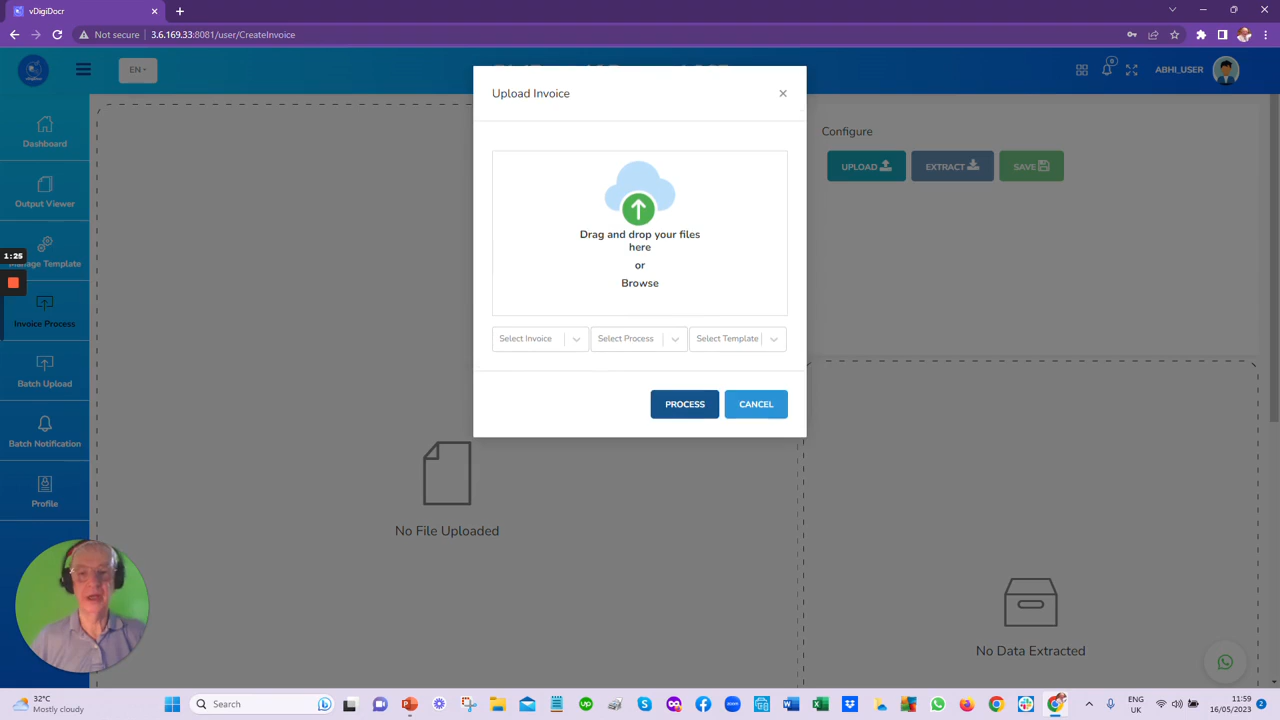 vDigiDocr
Not secure
3.6.169.33:8081/user/CreateInvoice
EN
0
ABHI_USER
Upload Invoice
Configure
UPLOAD
EXTRACT
SAVE
Dashboard
Output Viewer
1:25
Manage Template
Invoice Process
Batch Upload
Batch Notification
Profile
Drag and drop your files
here
or
Browse
Select Invoice
Select Process
Select Template
PROCESS
CANCEL
No File Uploaded
No Data Extracted
32°C
Mostly cloudy
Search
ENG
UK
11:59
16/05/2023